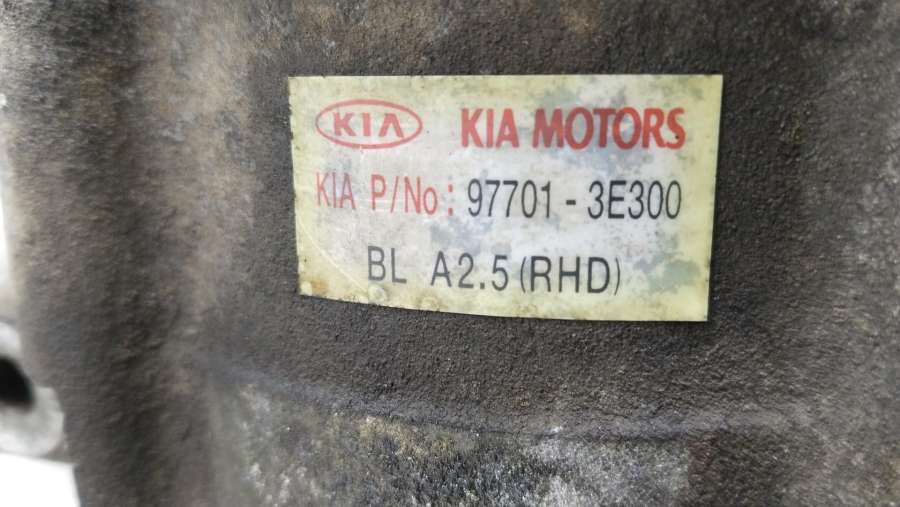 KIA KIA MOTORS
KIA P/No: 97701 - 3E300
BL A2.5 (RHD)